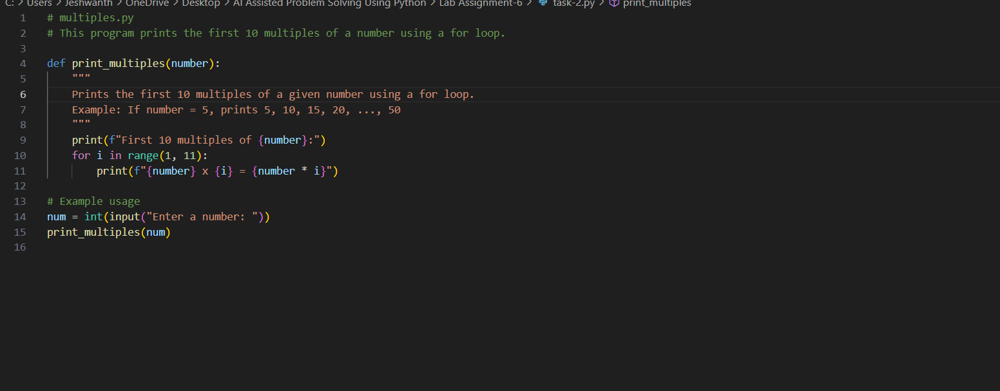 C: > Users > Jeshwanth > OneDrive > Desktop > AI Assisted Problem Solving Using Python > Lab Assignment-6 > task-2.py > print_multiples
1 # multiples.py
2 # This program prints the first 10 multiples of a number using a for loop.
3
4 def print_multiples(number):
5     """
6     Prints the first 10 multiples of a given number using a for loop.
7     Example: If number = 5, prints 5, 10, 15, 20, ..., 50
8     """
9     print(f"First 10 multiples of {number}:")
10     for i in range(1, 11):
11         print(f"{number} x {i} = {number * i}")
12
13 # Example usage
14 num = int(input("Enter a number: "))
15 print_multiples(num)
16